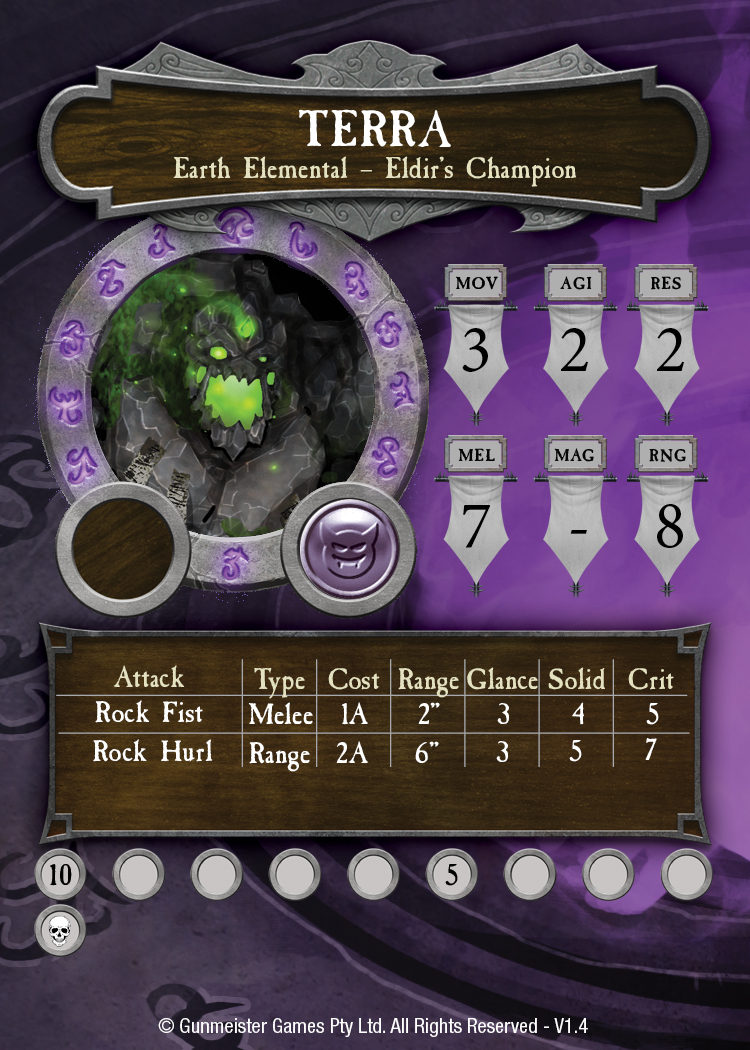 TERRA
Earth Elemental – Eldir's Champion
MOV AGI RES
3 2 2
MEL MAG RNG
7 - 8
Attack Type Cost Range Glance Solid Crit
Rock Fist Melee 1A 2” 3 4 5
Rock Hurl Range 2A 6” 3 5 7
10 5
© Gunmeister Games Pty Ltd. All Rights Reserved - V1.4